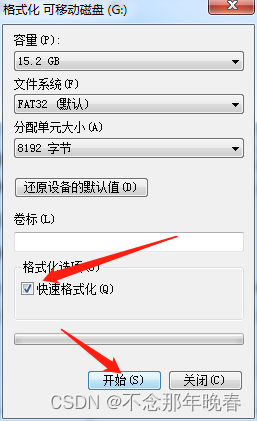 格式化 可移动磁盘 (G:)
容量(P):
15.2 GB
文件系统(F)
FAT32 (默认)
分配单元大小(A)
8192 字节
还原设备的默认值(D)
卷标(L)
格式化选项(O)
快速格式化(Q)
开始(S)
关闭(C)
CSDN @不念那年晚春